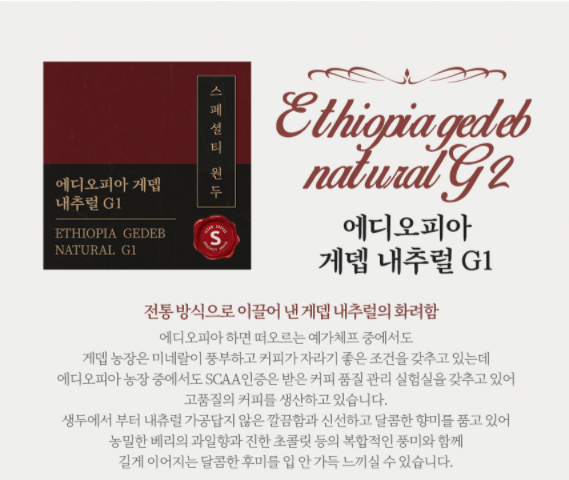 스페셜티 원두
에디오피아 게뎁
내추럴 G1
ETHIOPIA GEDEB
NATURAL G1
S
Ethiopia gedeb
natural G2
에디오피아
게뎁 내추럴 G1
전통 방식으로 이끌어 낸 게뎁 내추럴의 화려함
에디오피아 하면 떠오르는 예가체프 중에서도
게뎁 농장은 미네랄이 풍부하고 커피가 자라기 좋은 조건을 갖추고 있는데
에디오피아 농장 중에서도 SCAA인증은 받은 커피 품질 관리 실험실을 갖추고 있어
고품질의 커피를 생산하고 있습니다.
생두에서 부터 내츄럴 가공답지 않은 깔끔함과 신선하고 달콤한 향미를 품고 있어
농밀한 베리의 과일향과 진한 초콜릿 등의 복합적인 풍미와 함께
길게 이어지는 달콤한 후미를 입 안 가득 느끼실 수 있습니다.